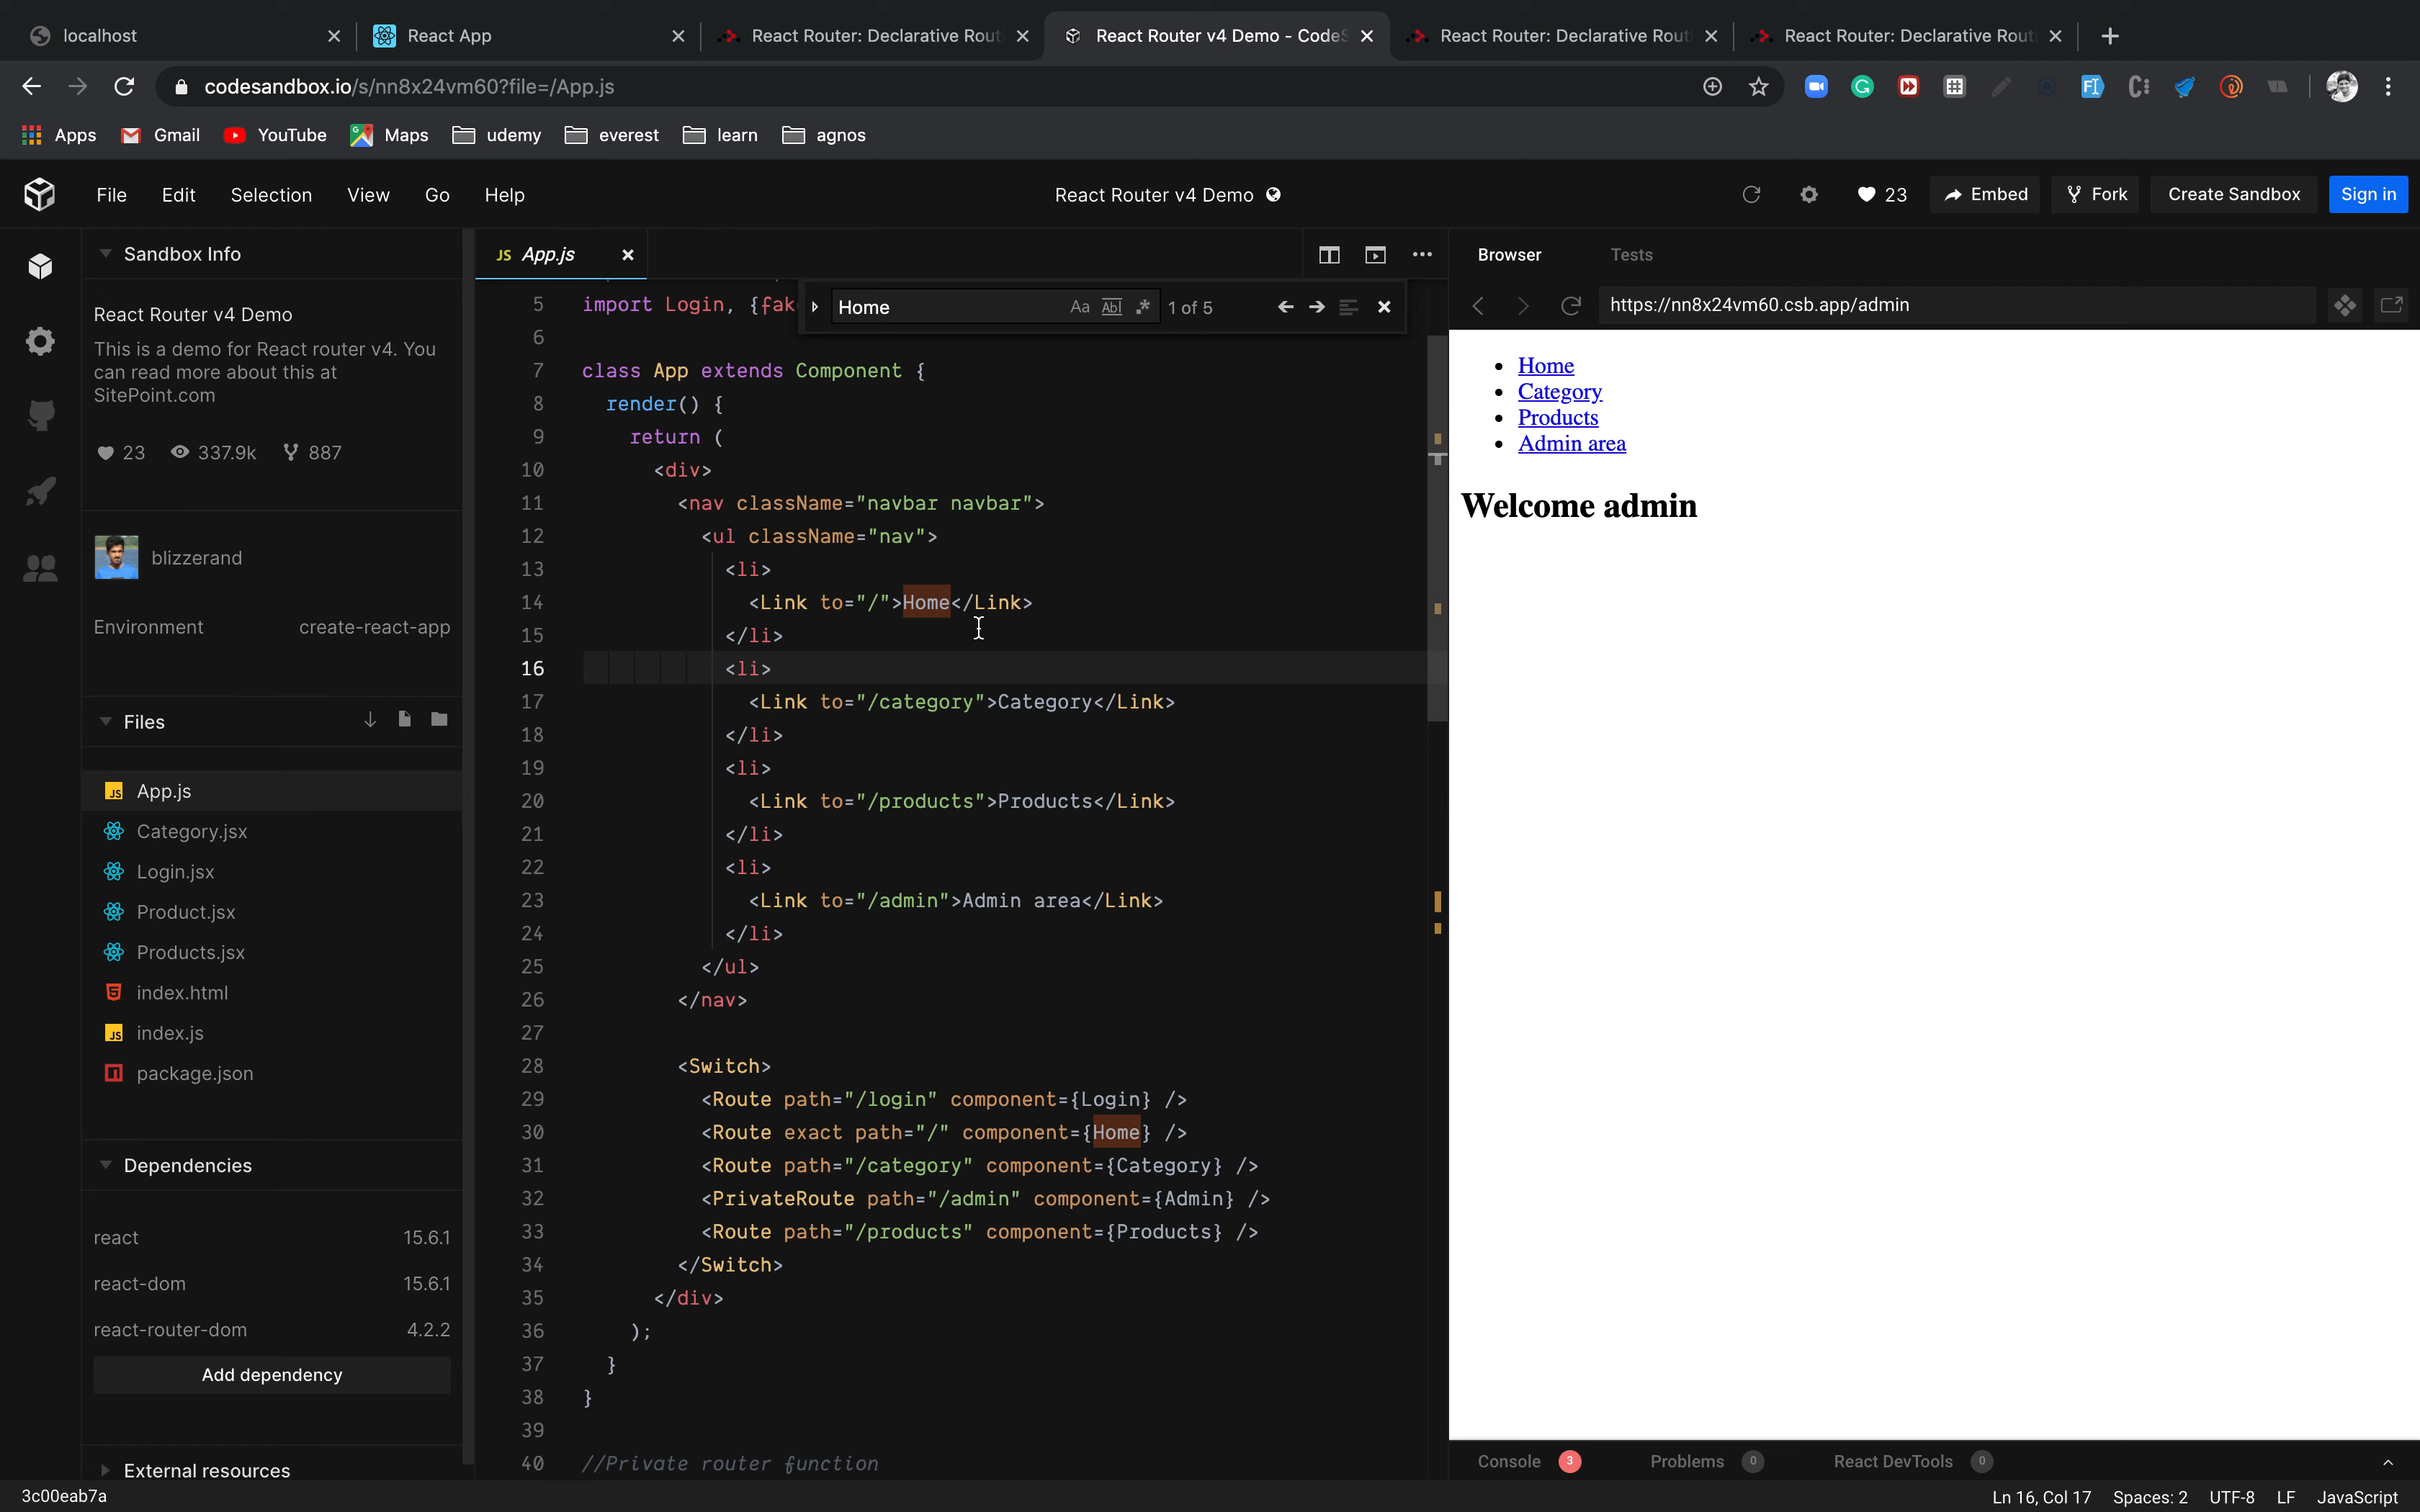 localhost
React App
React Router: Declarative Rout
React Router v4 Demo - CodeS
React Router: Declarative Rout
React Router: Declarative Rout
codesandbox.io/s/nn8x24vm60?file=/App.js
Apps
Gmail
YouTube
Maps
udemy
everest
learn
agnos
File
Edit
Selection
View
Go
Help
React Router v4 Demo
23
Embed
Fork
Create Sandbox
Sign in
Sandbox Info
React Router v4 Demo
This is a demo for React router v4. You
can read more about this at
SitePoint.com
23
337.9k
887
blizzerand
Environment
create-react-app
Files
App.js
Category.jsx
Login.jsx
Product.jsx
Products.jsx
index.html
index.js
package.json
Dependencies
react 15.6.1
react-dom 15.6.1
react-router-dom 4.2.2
Add dependency
External resources
JS App.js
Home
Aa
Abl
.*
1 of 5
5 import Login, {fak
6
7 class App extends Component {
8 render() {
9 return (
10 <div>
11 <nav className="navbar navbar">
12 <ul className="nav">
13 <li>
14 <Link to="/">Home</Link>
15 </li>
16 <li>
17 <Link to="/category">Category</Link>
18 </li>
19 <li>
20 <Link to="/products">Products</Link>
21 </li>
22 <li>
23 <Link to="/admin">Admin area</Link>
24 </li>
25 </ul>
26 </nav>
27
28 <Switch>
29 <Route path="/login" component={Login} />
30 <Route exact path="/" component={Home} />
31 <Route path="/category" component={Category} />
32 <PrivateRoute path="/admin" component={Admin} />
33 <Route path="/products" component={Products} />
34 </Switch>
35 </div>
36 );
37 }
38 }
39
40 //Private router function
Browser
Tests
https://nn8x24vm60.csb.app/admin
Home
Category
Products
Admin area
Welcome admin
Console 3
Problems 0
React DevTools 0
3c00eab7a
Ln 16, Col 17
Spaces: 2
UTF-8
LF
JavaScript